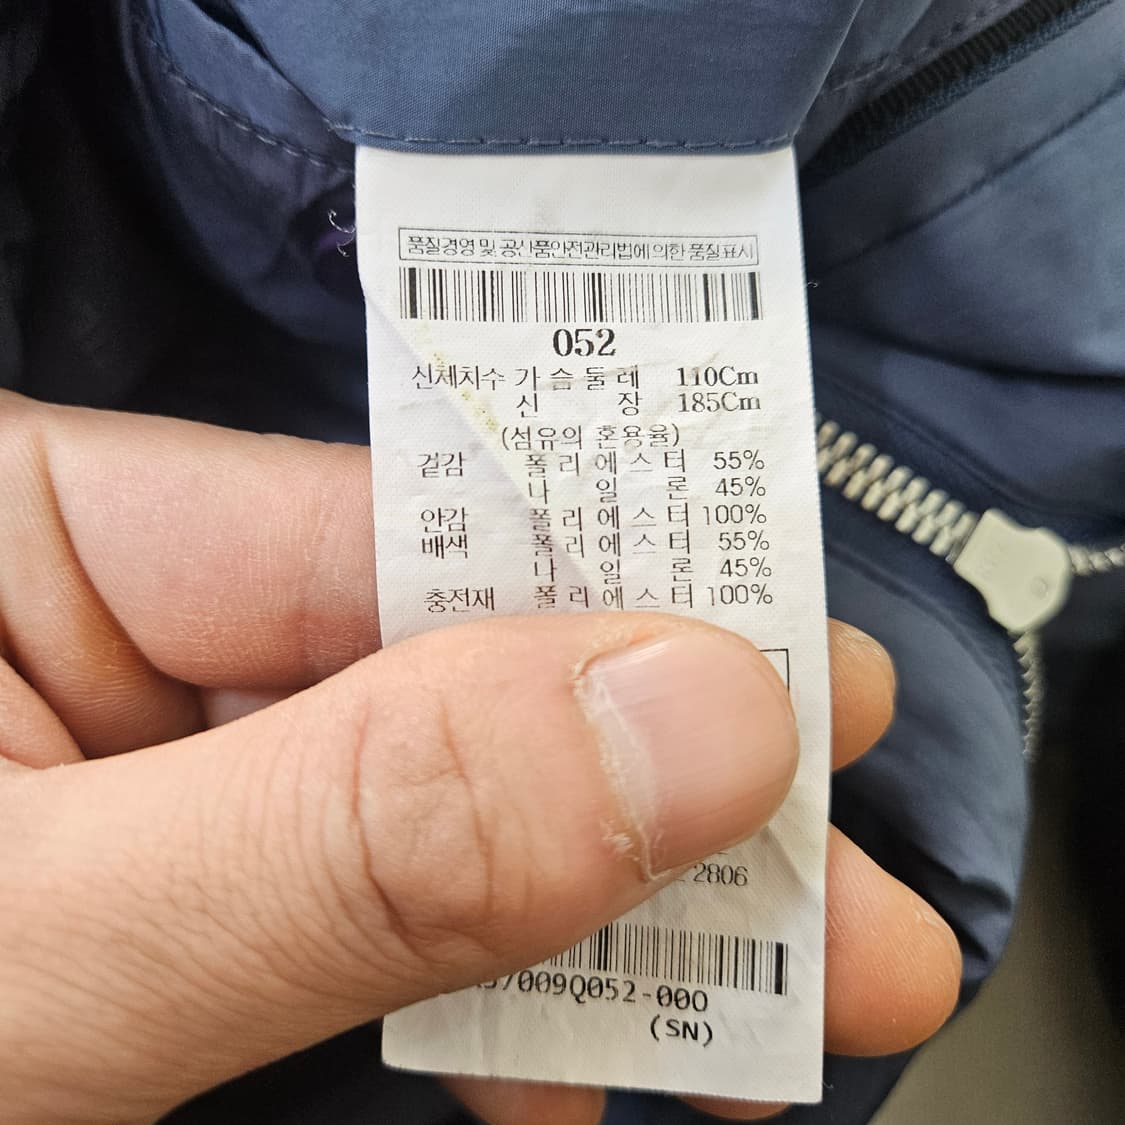 품질경영 및 공산품안전관리법에 의한 품질표시
052
신체치수 가슴둘레 110Cm
신장 185Cm
(섬유의 혼용율)
겉감 폴리에스터 55%
나일론 45%
안감 폴리에스터 100%
배색 폴리에스터 55%
나일론 45%
충전재 폴리에스터 100%
2806
7009Q052-000
(SN)